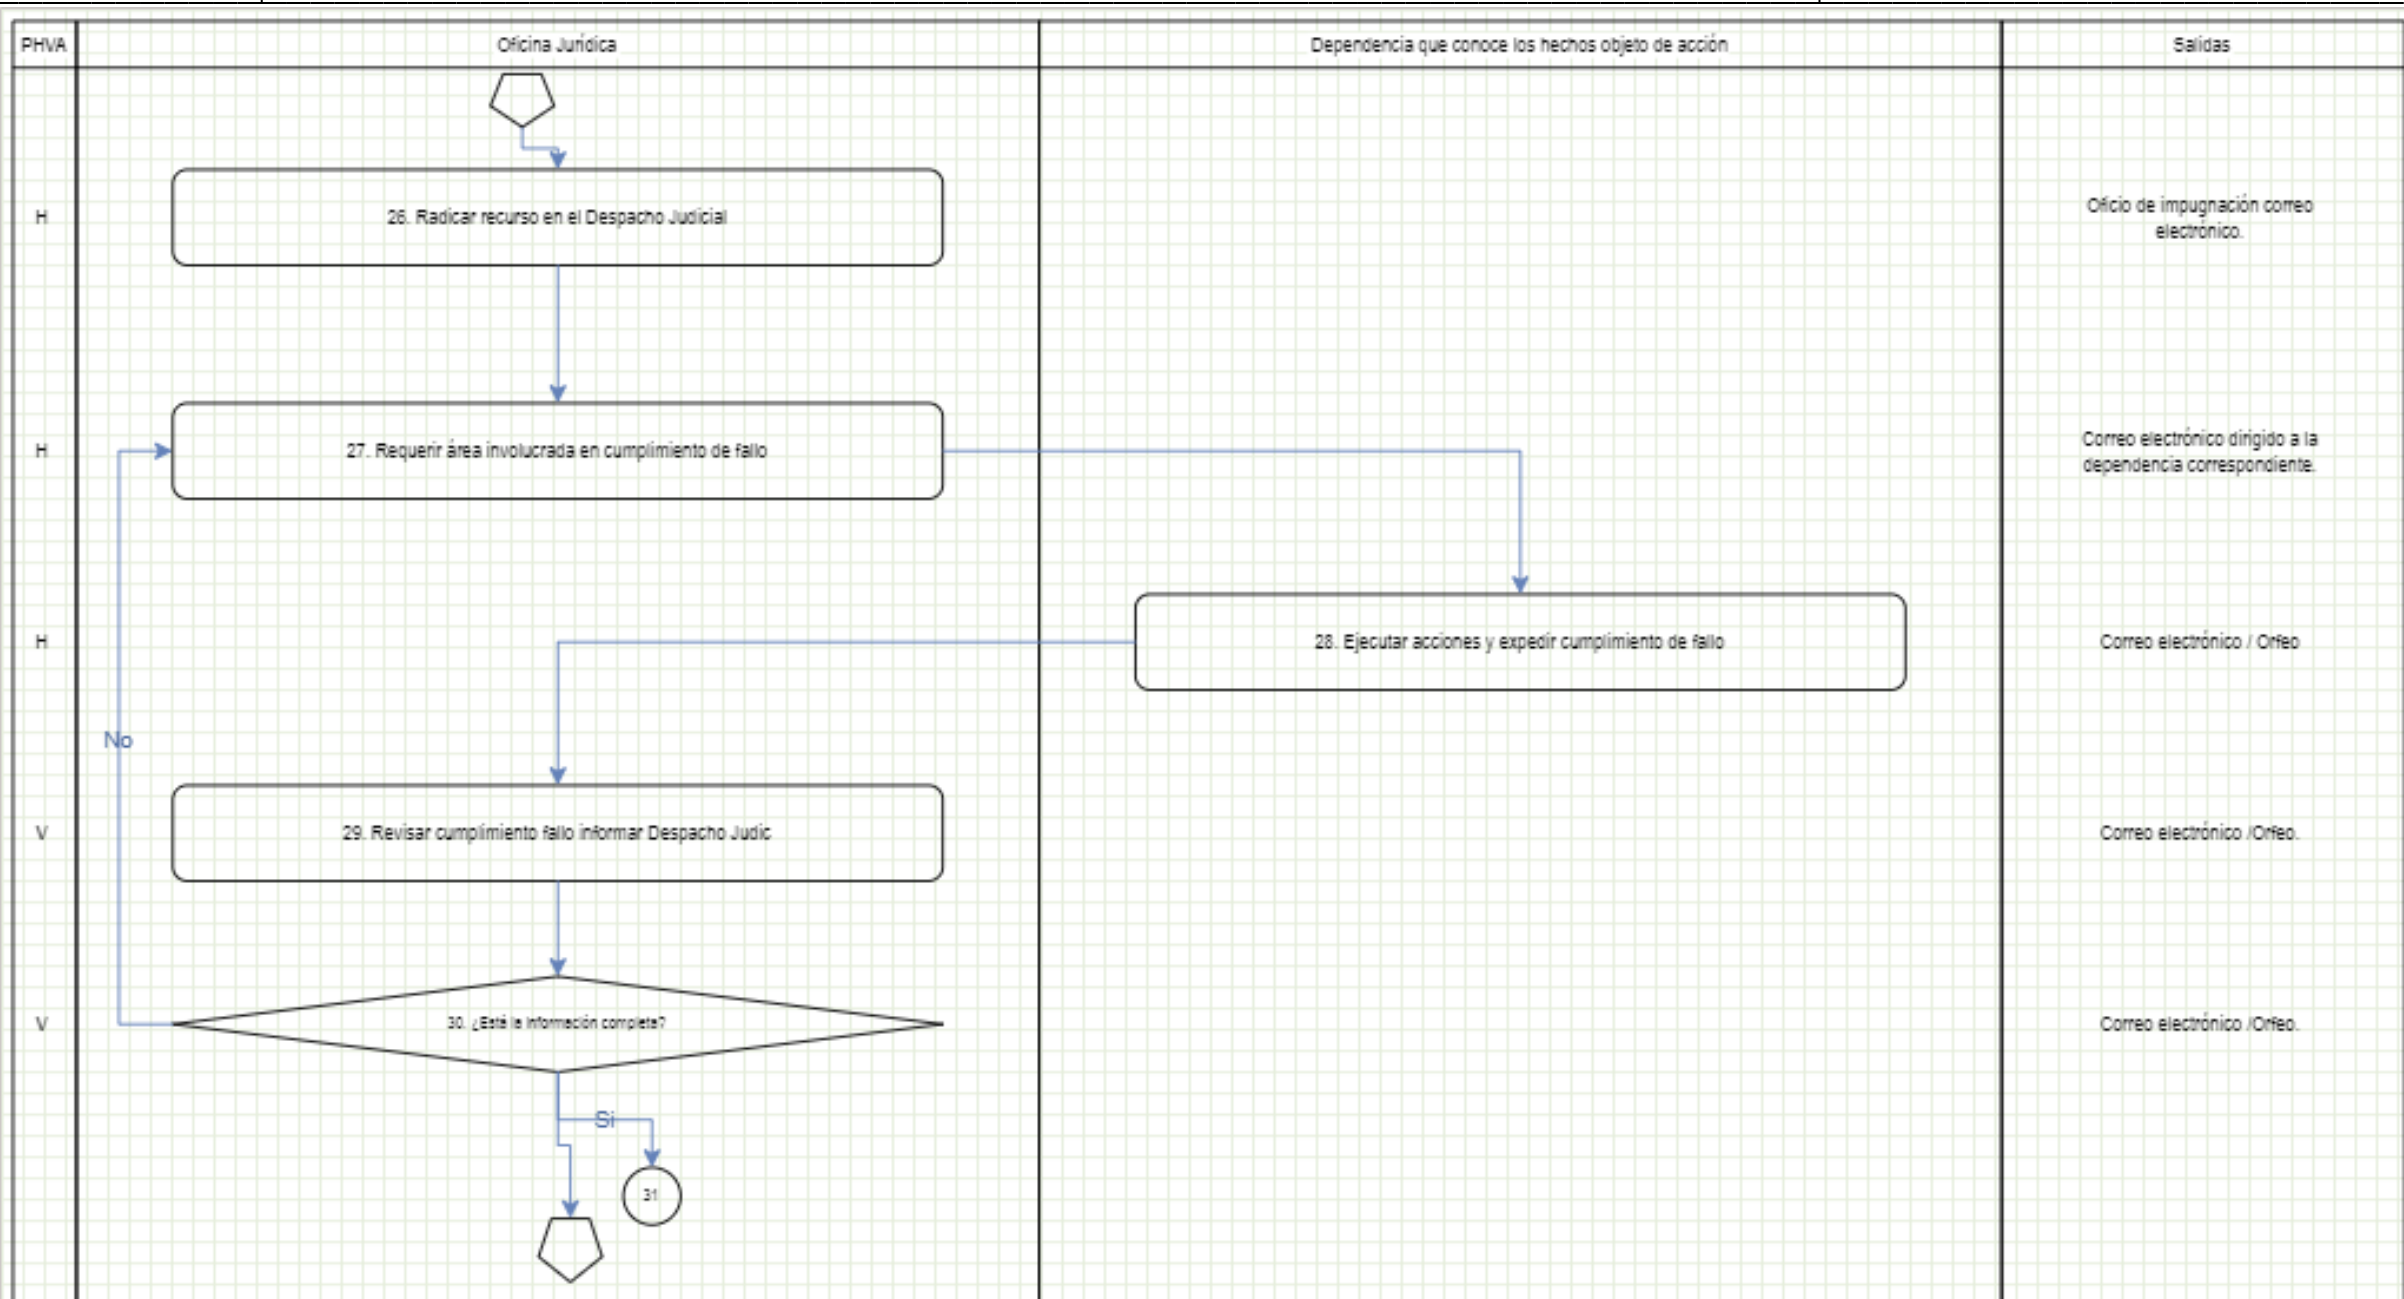 PHVA
Oficina Jurídica
Dependencia que conoce los hechos objeto de acción
Salidas
H
26. Radicar recurso en el Despacho Judicial
Oficio de impugnación correo
electrónico.
H
27. Requerir área involucrada en cumplimiento de fallo
Correo electrónico dirigido a la
dependencia correspondiente.
H
28. Ejecutar acciones y expedir cumplimiento de fallo
Correo electrónico / Orfeo
No
V
29. Revisar cumplimiento fallo informar Despacho Judic
Correo electrónico /Orfeo.
V
30. ¿Está la información completa?
Correo electrónico /Orfeo.
Si
31